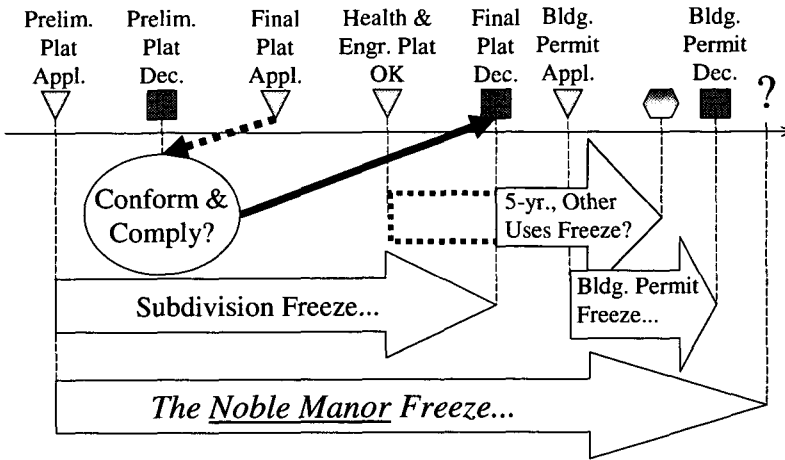 Prelim.
Plat
Appl.
Prelim.
Plat
Dec.
Final
Plat
Appl.
Health &
Engr. Plat
OK
Final
Plat
Dec.
Bldg.
Permit
Appl.
Bldg.
Permit
Dec.
?
Conform &
Comply?
5-yr., Other
Uses Freeze?
Subdivision Freeze...
Bldg. Permit
Freeze...
The Noble Manor Freeze...